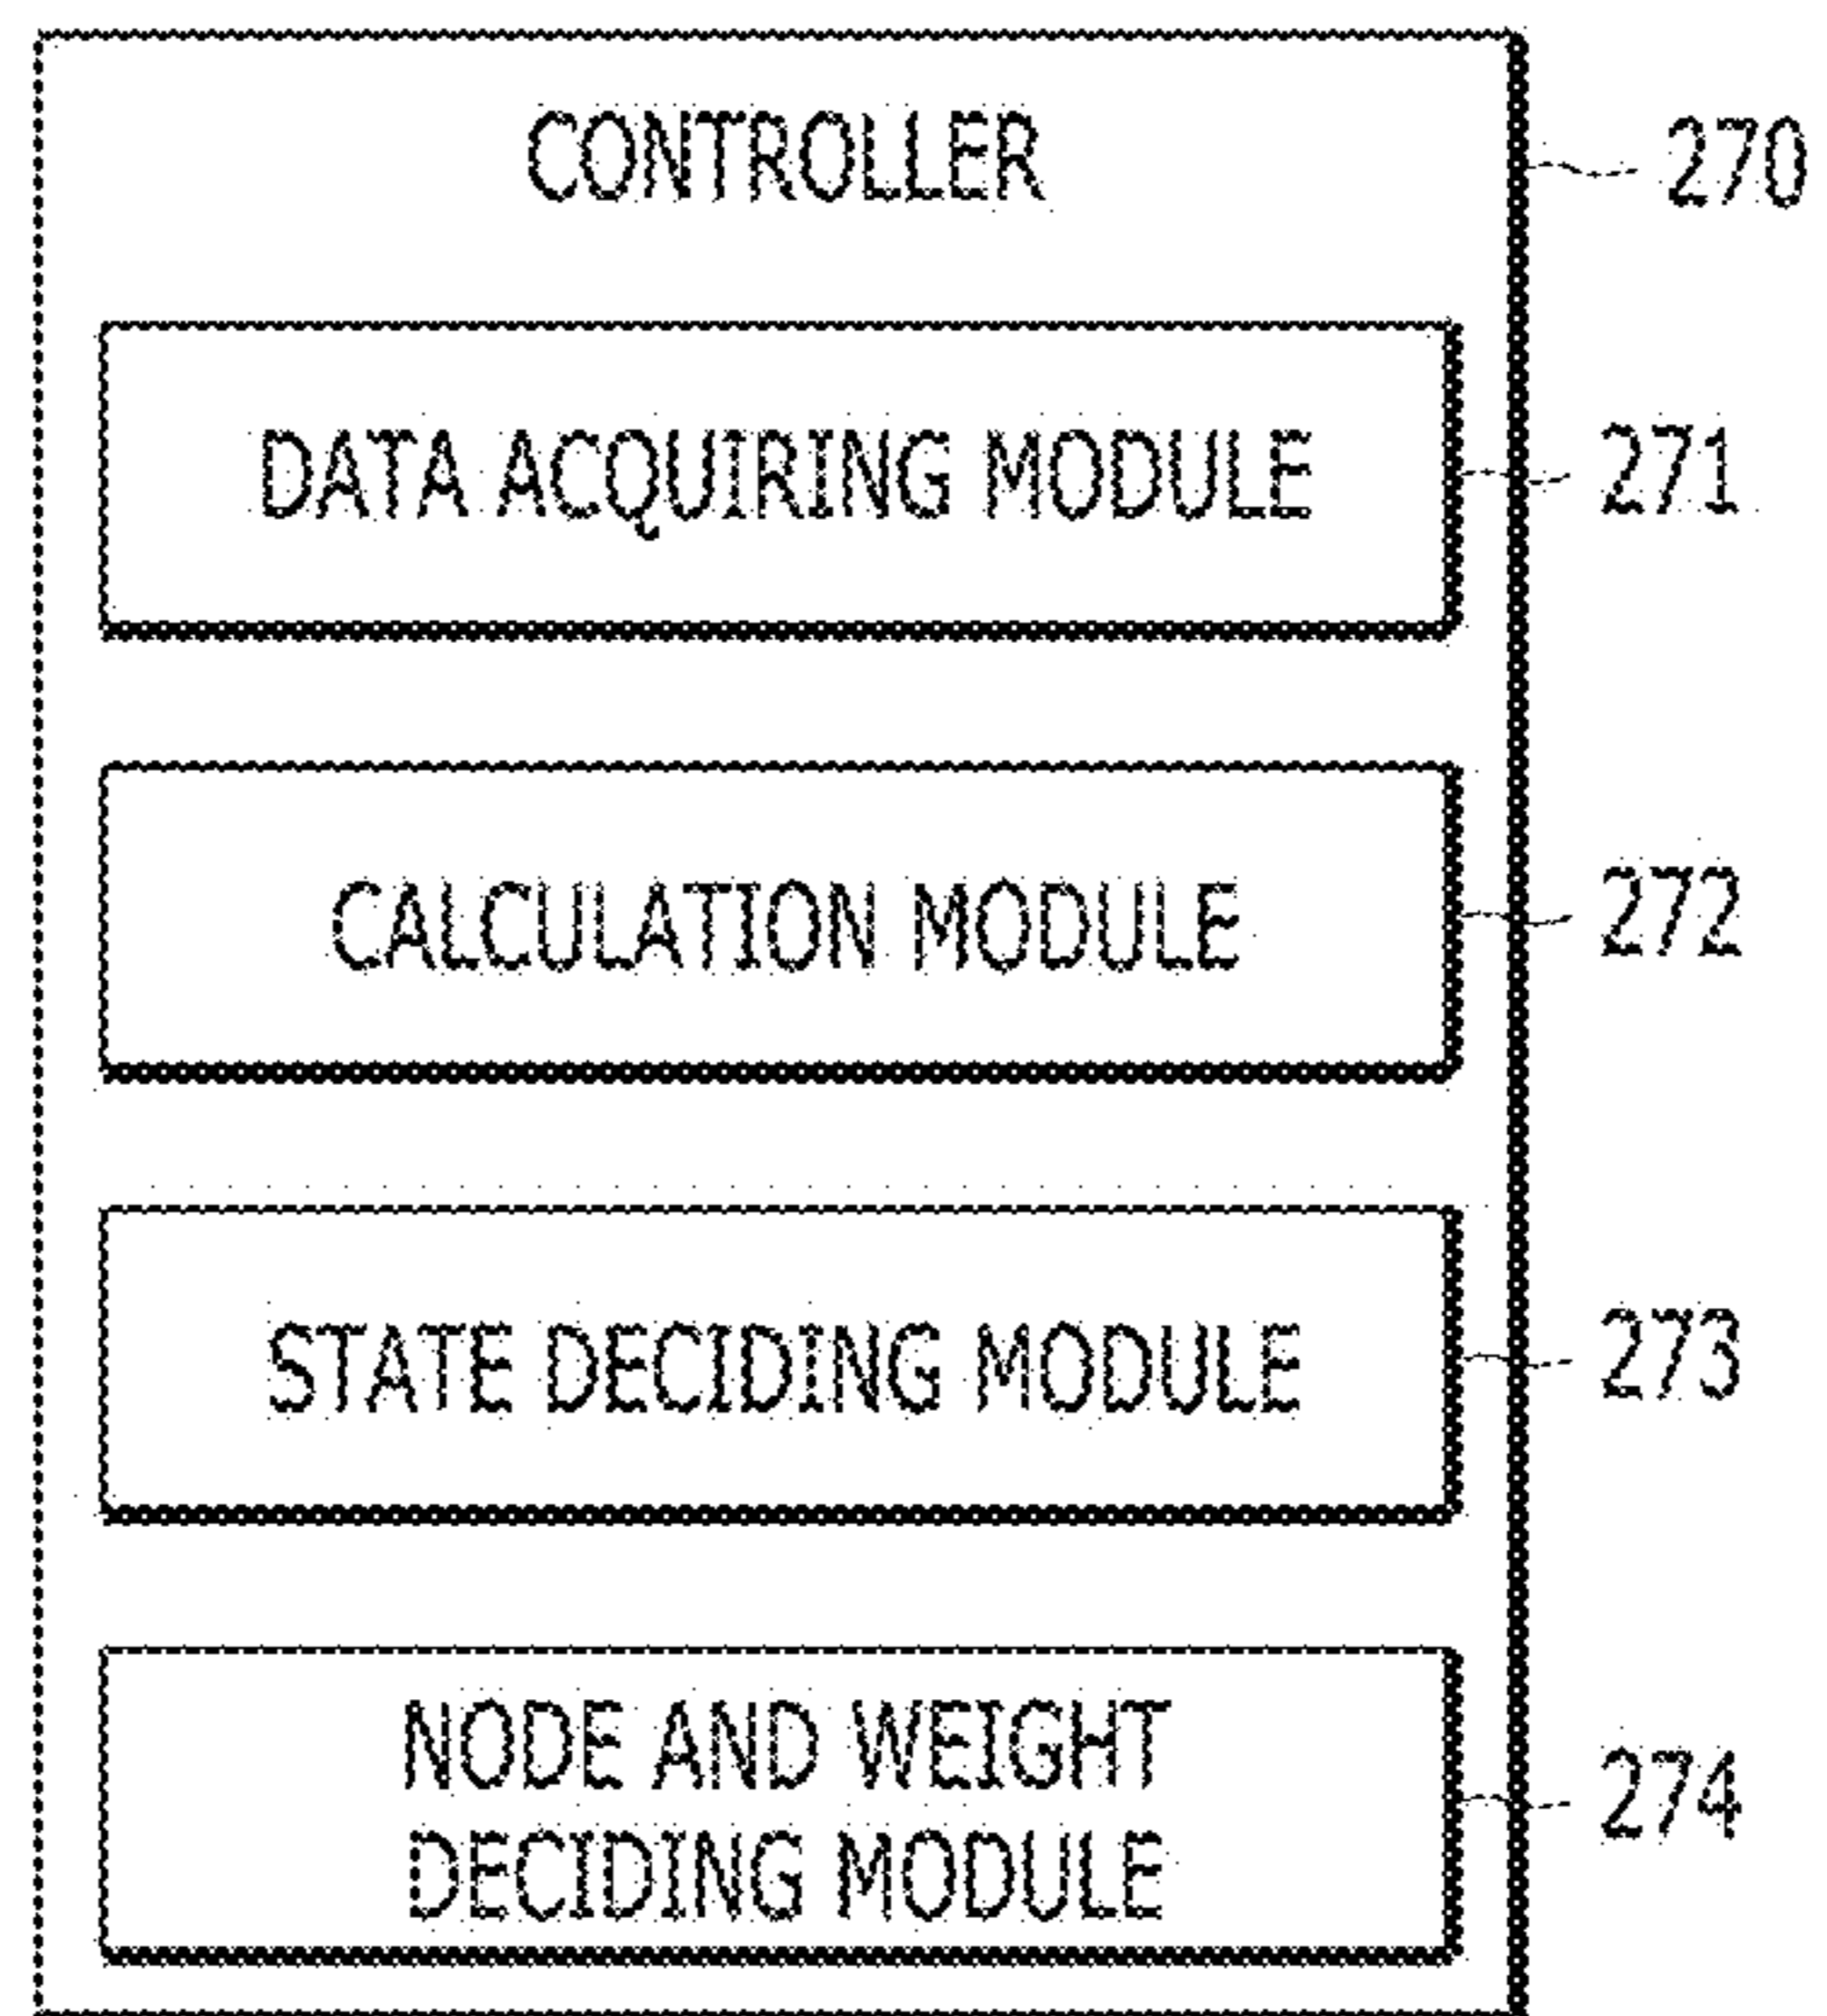 CONTROLLER
270
DATA ACQUIRING MODULE
271
CALCULATION MODULE
272
STATE DECIDING MODULE
273
NODE AND WEIGHT
DECIDING MODULE
274